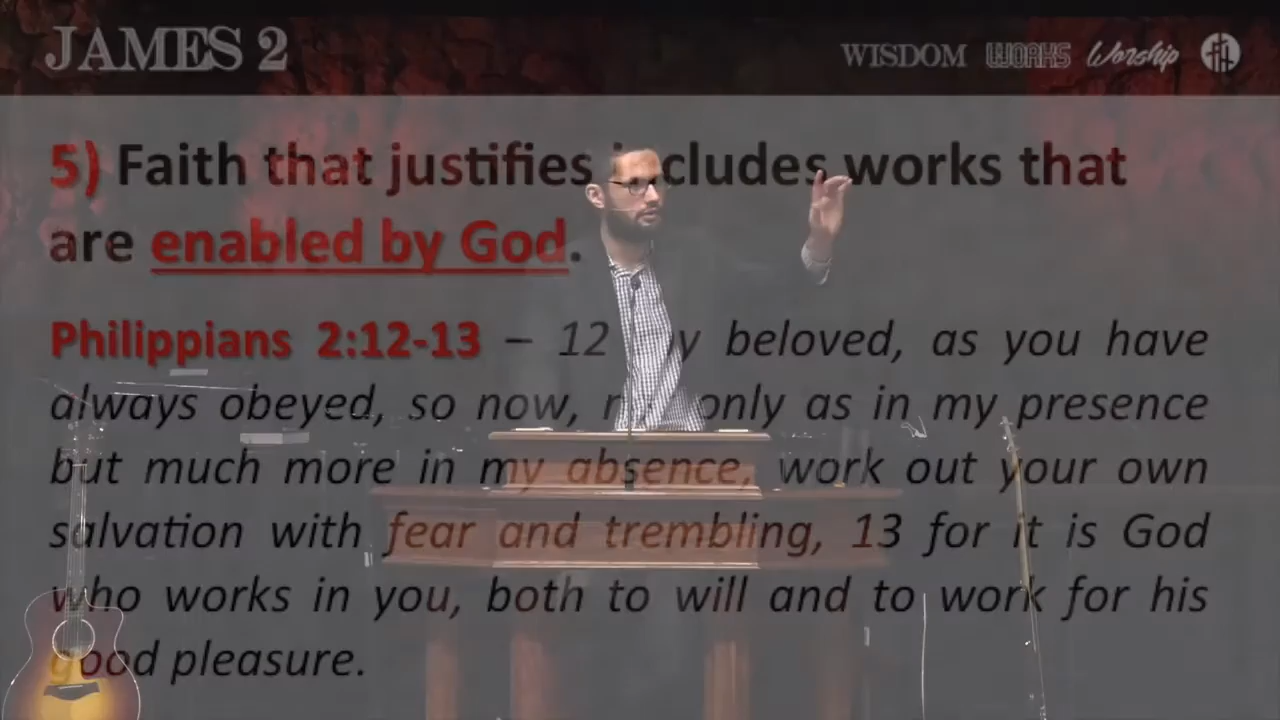 JAMES 2
WISDOM WORKS Worship
5) Faith that justifies includes works that
are enabled by God.
Philippians 2:12-13 – 12 my beloved, as you have
always obeyed, so now, not only as in my presence
but much more in my absence, work out your own
salvation with fear and trembling, 13 for it is God
who works in you, both to will and to work for his
good pleasure.